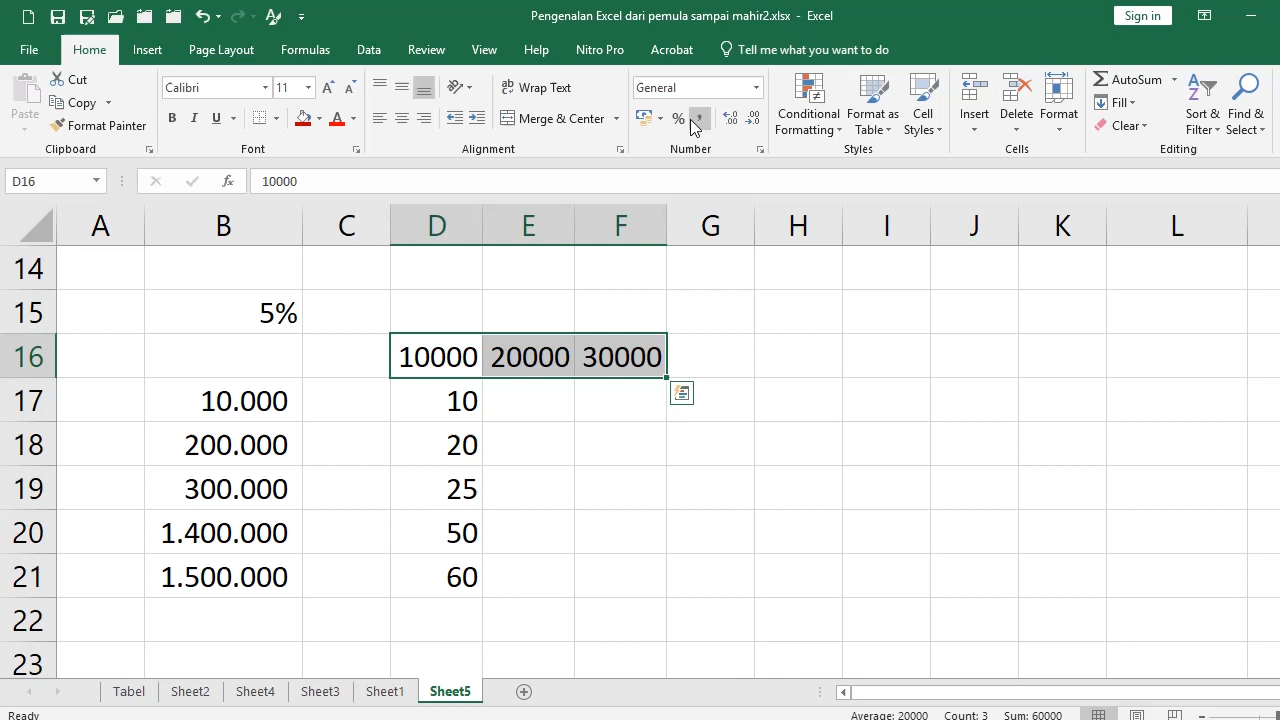 Pengenalan Excel dari pemula sampai mahir2.xlsx - Excel
Sign in
File Home Insert Page Layout Formulas Data Review View Help Nitro Pro Acrobat Tell me what you want to do
Paste
Cut
Copy
Format Painter
Clipboard
Calibri 11
B I U
Font
Wrap Text
Merge & Center
Alignment
General
%
Number
Conditional Formatting
Format as Table
Cell Styles
Styles
Insert Delete Format
Cells
AutoSum
Fill
Clear
Sort & Filter
Find & Select
Editing
D16 fx 10000
A B C D E F G H I J K L
14
15 5%
16 10000 20000 30000
17 10.000 10
18 200.000 20
19 300.000 25
20 1.400.000 50
21 1.500.000 60
22
23
Tabel Sheet2 Sheet4 Sheet3 Sheet1 Sheet5
Ready Average: 20000 Count: 3 Sum: 60000